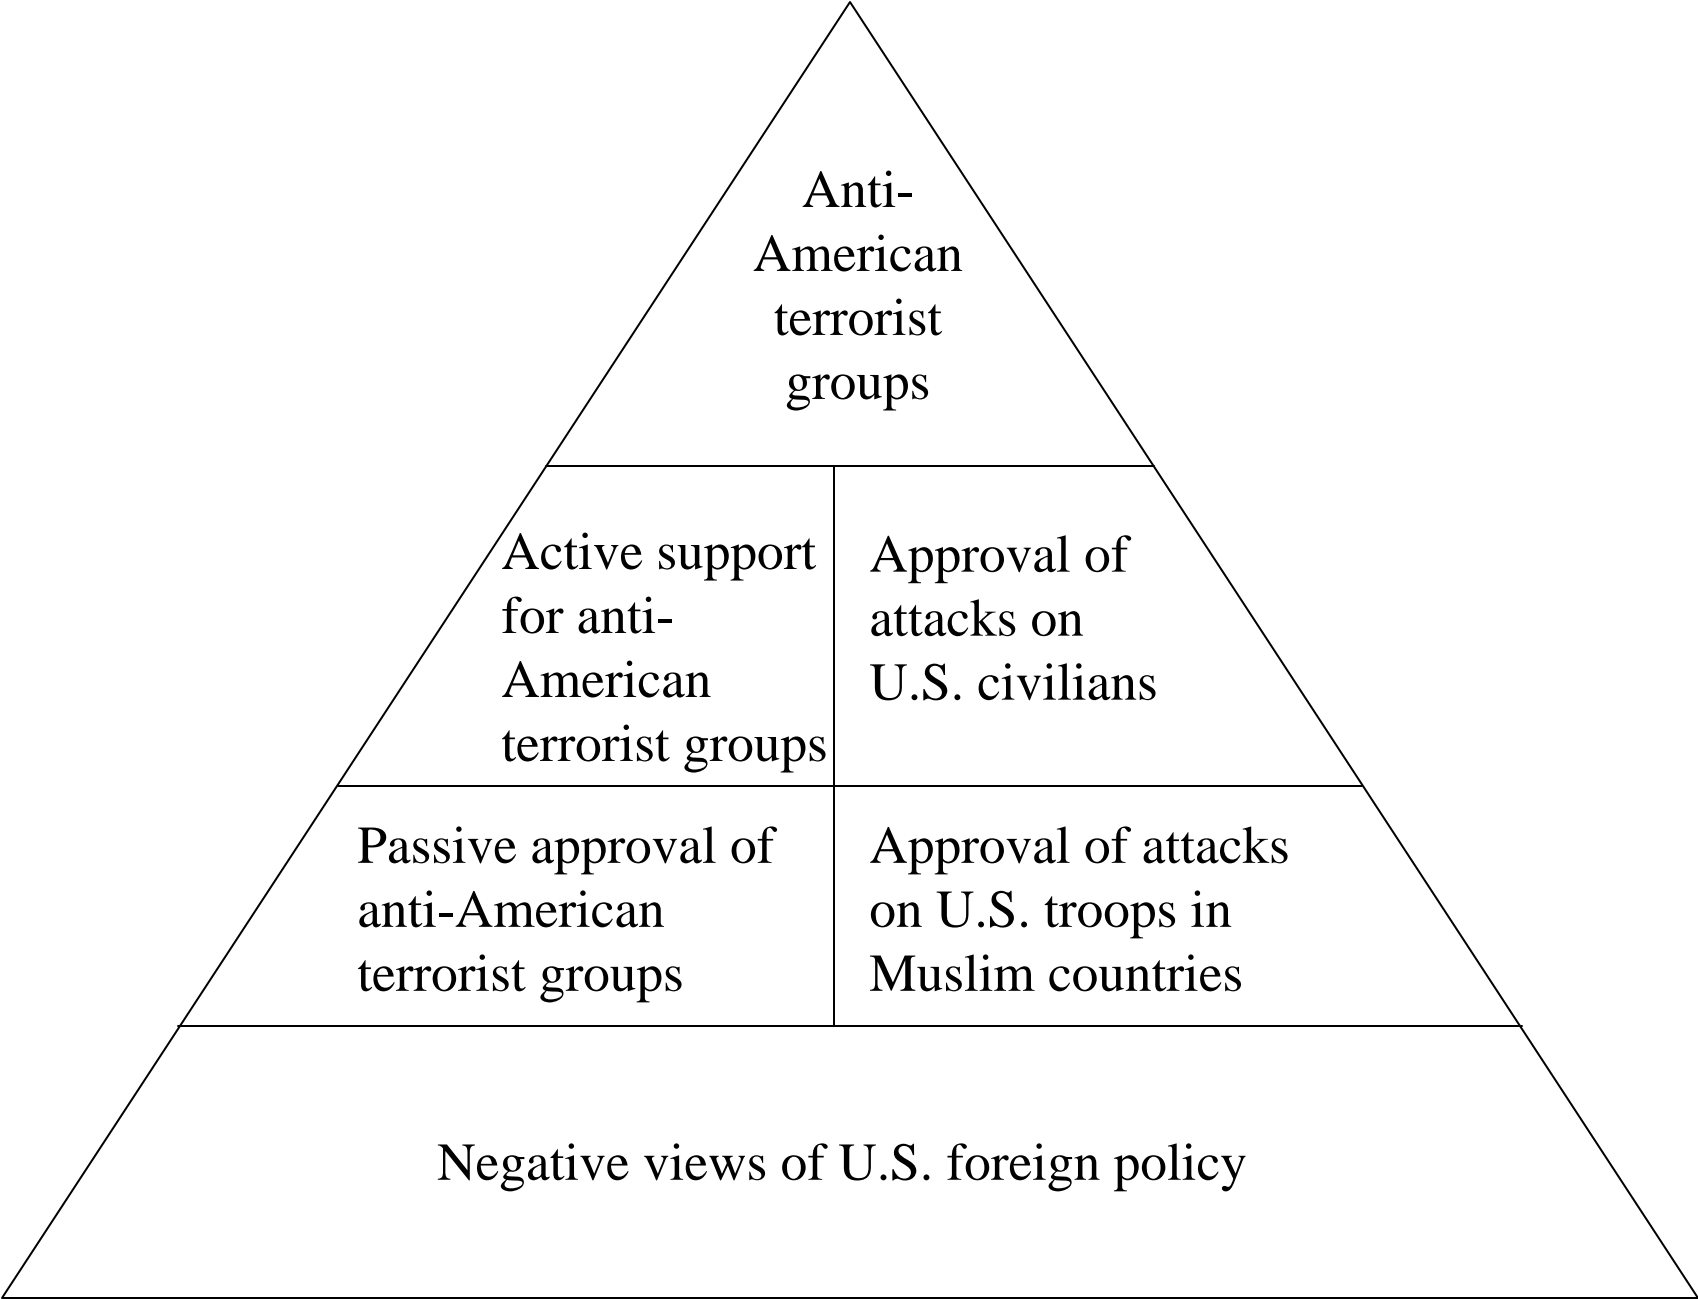 Anti-
American
terrorist
groups
Active support
for anti-
American
terrorist groups
Approval of
attacks on
U.S. civilians
Passive approval of
anti-American
terrorist groups
Approval of attacks
on U.S. troops in
Muslim countries
Negative views of U.S. foreign policy